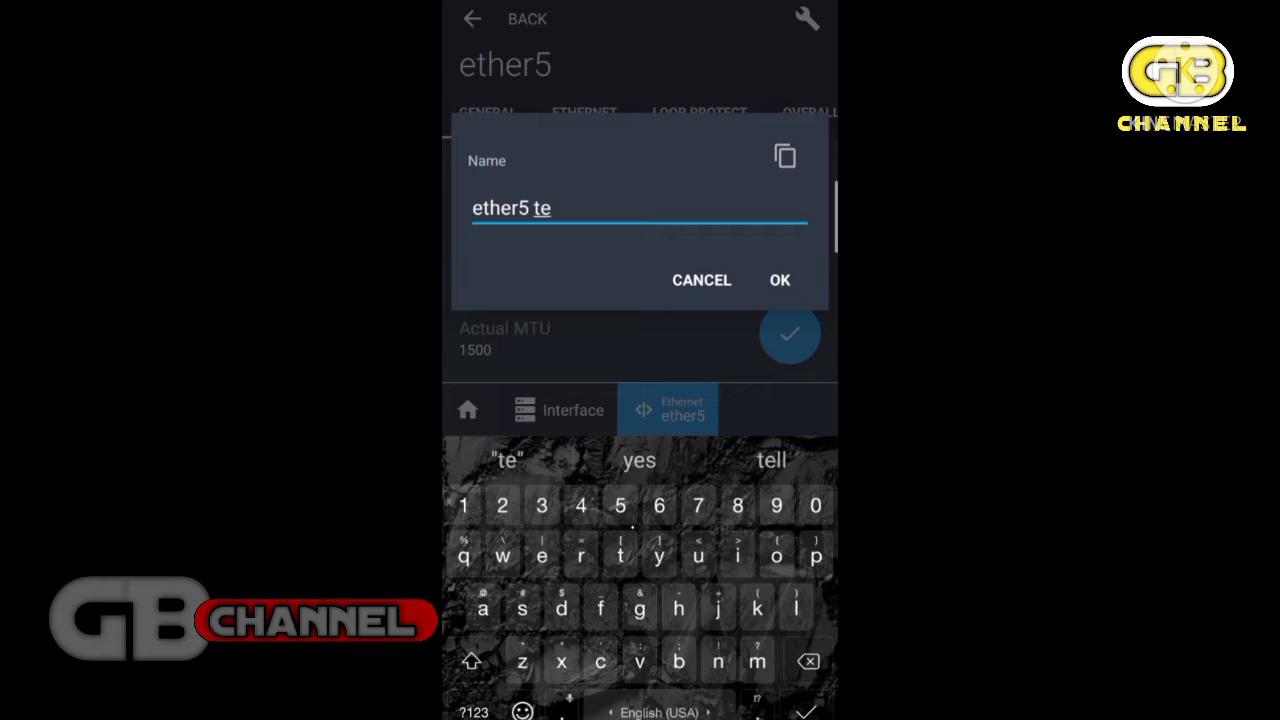 BACK
ether5
GENERAL ETHERNET LOOP PROTECT OVERALL
Name
ether5 te
CANCEL OK
Actual MTU
1500
Interface
Ethernet
ether5
"te" yes tell
1 2 3 4 5 6 7 8 9 0
q w e r t y u i o p
a s d f g h j k l
z x c v b n m
?123 English (USA)
GB
CHANNEL
GB
CHANNEL